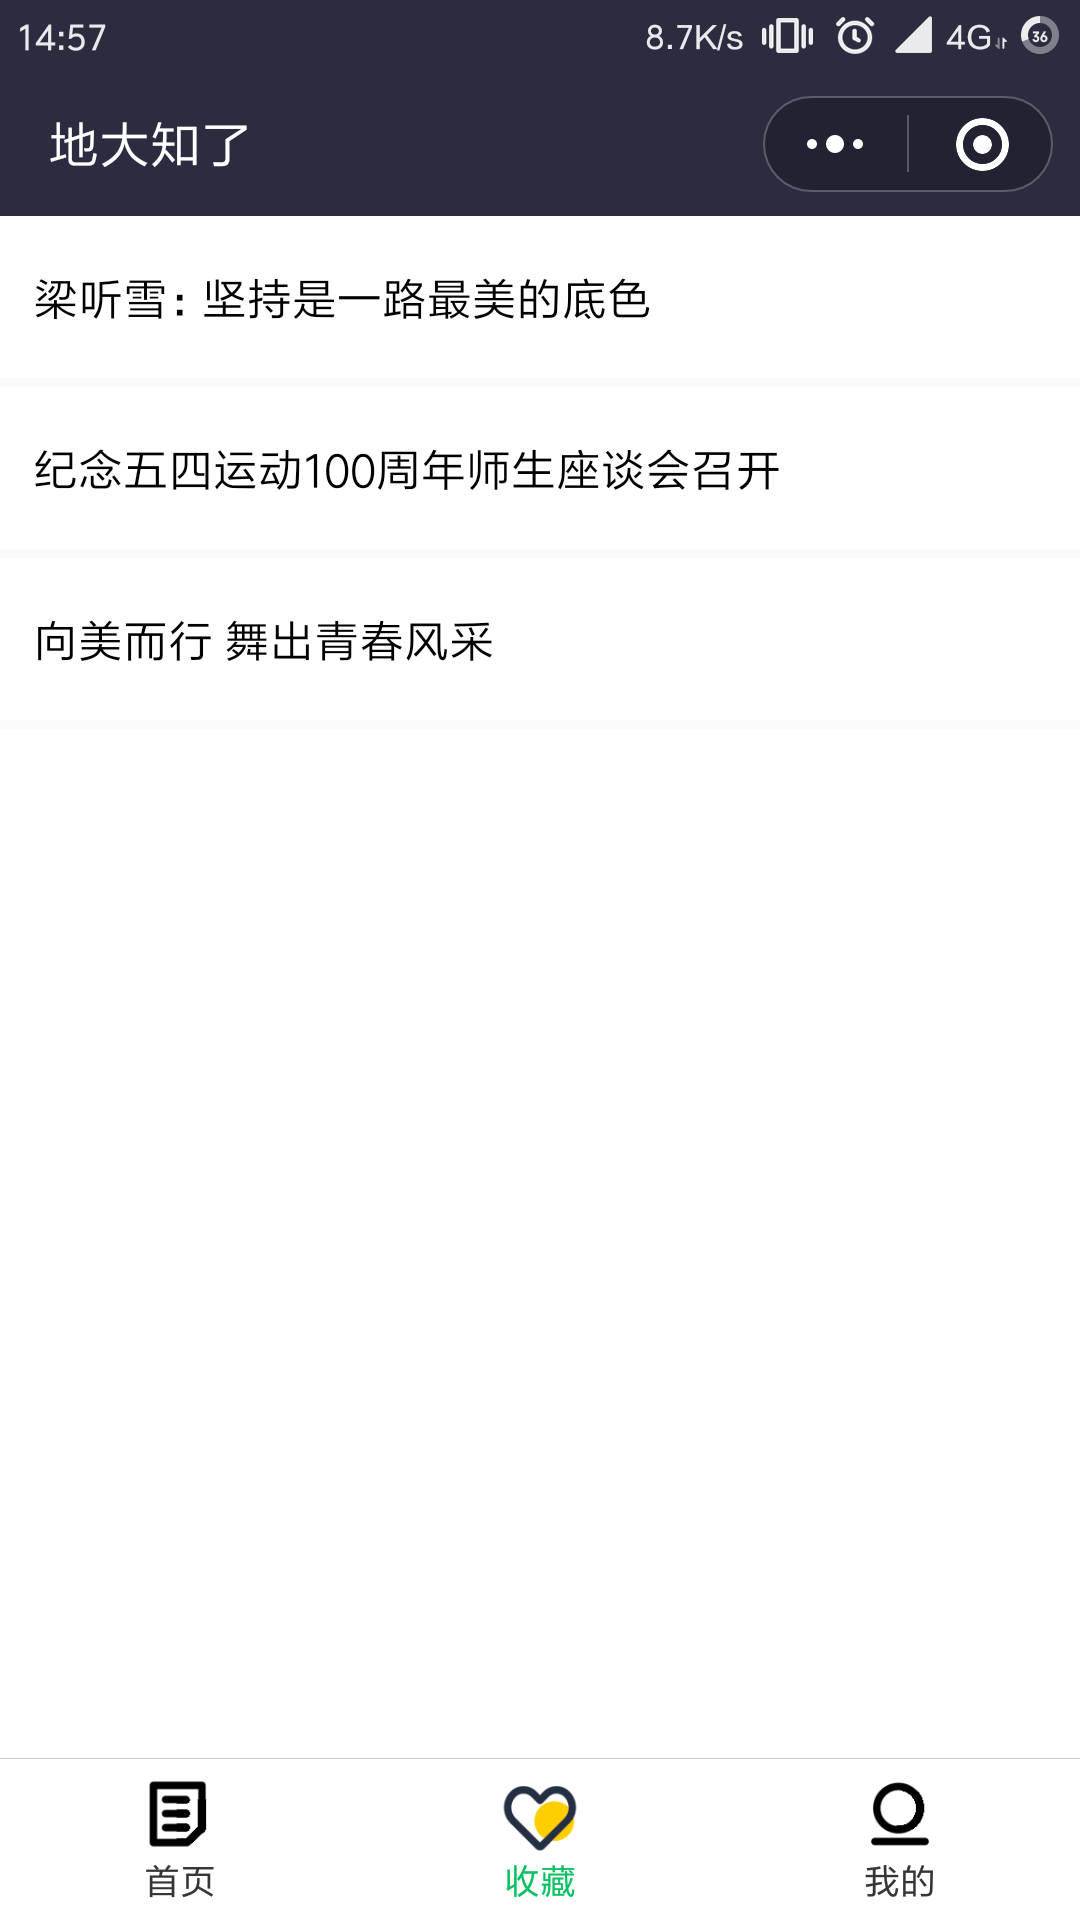 14:57 8.7K/s 4G 36
地大知了
梁听雪：坚持是一路最美的底色
纪念五四运动100周年师生座谈会召开
向美而行 舞出青春风采
首页 收藏 我的